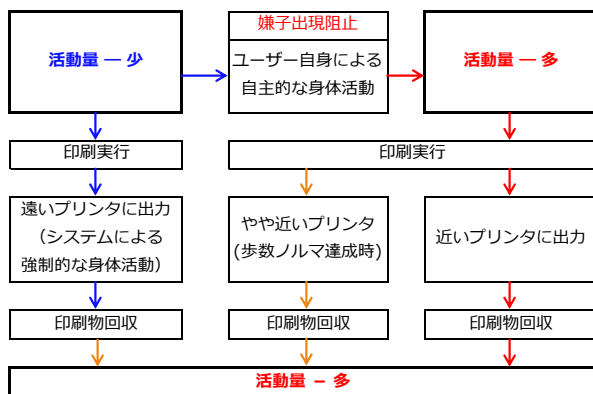 活動量 ― 少
嫌子出現阻止
ユーザー自身による
自主的な身体活動
活動量 ― 多
印刷実行
印刷実行
遠いプリンタに出力
（システムによる
強制的な身体活動）
やや近いプリンタ
(歩数ノルマ達成時)
近いプリンタに出力
印刷物回収
印刷物回収
印刷物回収
活動量 － 多